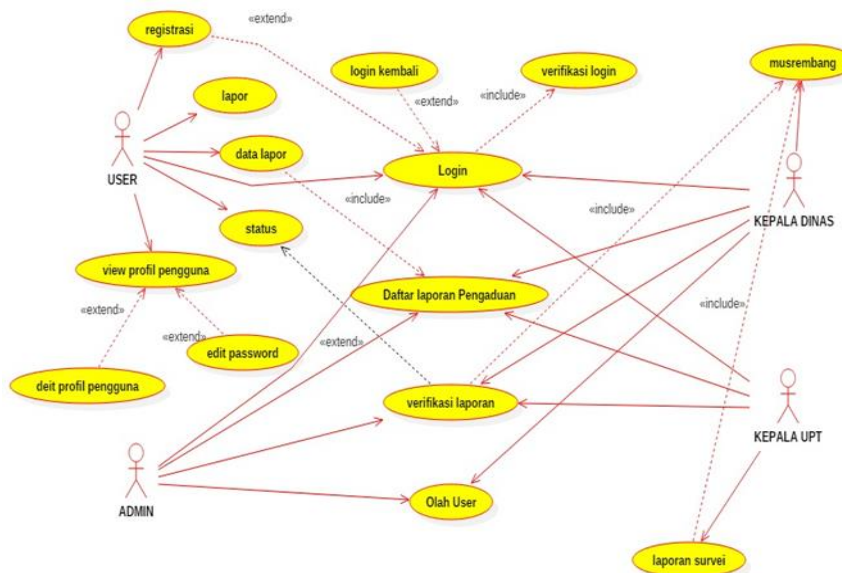 «extend»
registrasi
musrembang
login kembali
verifikasi login
lapor
«extend»
«include»
data lapor
Login
USER
«include»
KEPALA DINAS
status
«include»
view profil pengguna
Daftar laporan Pengaduan
«include»
«extend»
«extend»
«extend»
edit password
deit profil pengguna
verifikasi laporan
KEPALA UPT
ADMIN
Olah User
laporan survei